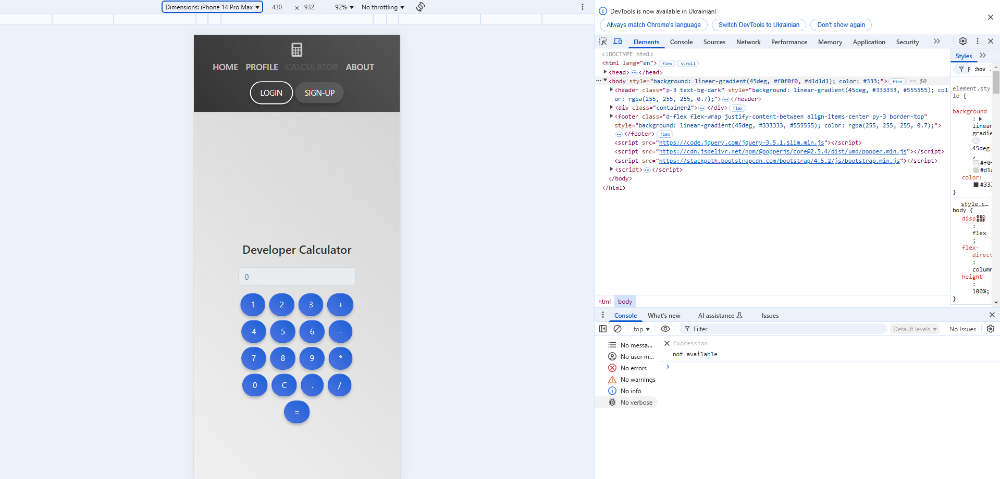 Dimensions: iPhone 14 Pro Max ▼ 430 × 932 92% ▼ No throttling ▼
HOME PROFILE CALCULATOR ABOUT
LOGIN SIGN-UP
Developer Calculator
0
1 2 3 +
4 5 6 -
7 8 9 *
0 C . /
=
DevTools is now available in Ukrainian!
Always match Chrome's language Switch DevTools to Ukrainian Don't show again
Elements Console Sources Network Performance Memory Application Security
<!DOCTYPE html>
<html lang="en"> flex scroll
<head> … </head>
<body style="background: linear-gradient(45deg, #f0f0f0, #d1d1d1); color: #333;"> flex == $0
<header class="p-3 text-bg-dark" style="background: linear-gradient(45deg, #333333, #555555); col
or: rgba(255, 255, 255, 0.7);"> … </header>
<div class="container2"> … </div> flex
<footer class="d-flex flex-wrap justify-content-between align-items-center py-3 border-top"
style="background: linear-gradient(45deg, #333333, #555555); color: rgba(255, 255, 255, 0.7);">
… </footer> flex
<script src="https://code.jquery.com/jquery-3.5.1.slim.min.js"></script>
<script src="https://cdn.jsdelivr.net/npm/@popperjs/core@2.5.4/dist/umd/popper.min.js"></script>
<script src="https://stackpath.bootstrapcdn.com/bootstrap/4.5.2/js/bootstrap.min.js"></script>
<script> … </script>
</body>
</html>
html body
Styles
F :hov .
element.sty
le {
background
:
linear
gradie
45deg
,
#f0
#d1
color:
#33
}
style.c…
body {
display
:
flex
;
flex-
direct
:
column
height
:
100%;
}
Console What's new AI assistance Issues
top ▼ Filter Default levels ▼ No Issues
No messa...
No user m...
No errors
No warnings
No info
No verbose
Expression
not available